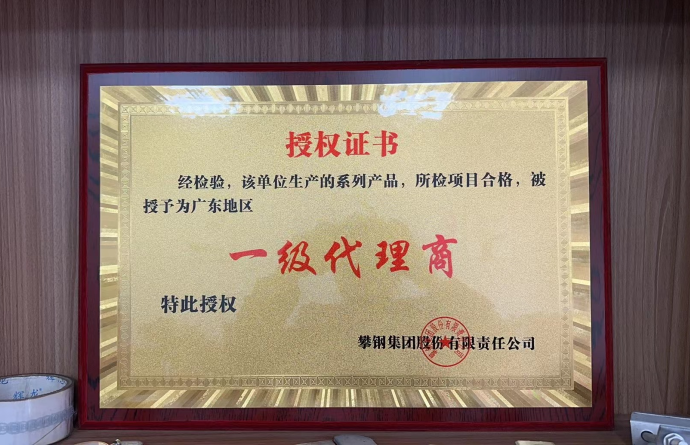 授权证书
经检验，该单位生产的系列产品，所检项目合格，被
授予为广东地区
一级代理商
特此授权
攀钢集团股份有限责任公司